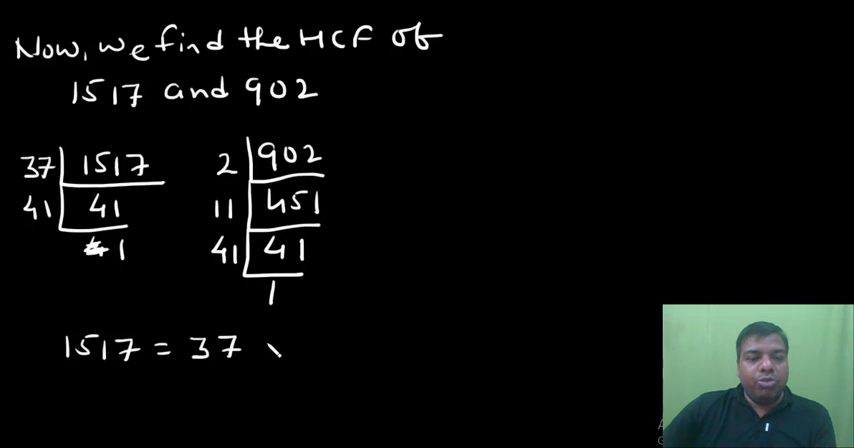 Now, we find the HCF of
1517 and 902
37 | 1517
41 | 41
1
2 | 902
11 | 451
41 | 41
1
1517 = 37